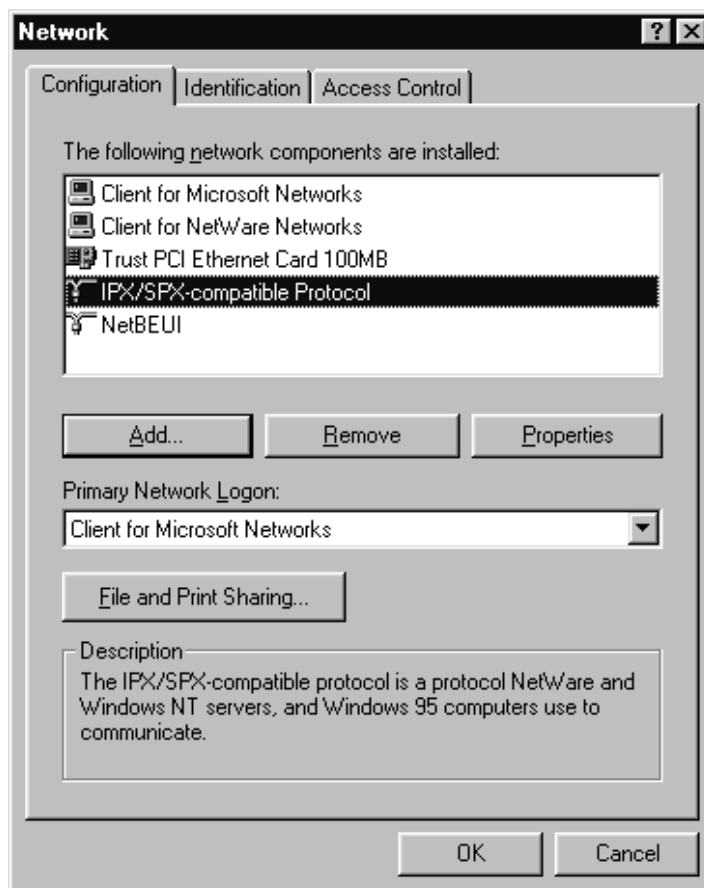 Network
Configuration Identification Access Control
The following network components are installed:
Client for Microsoft Networks
Client for NetWare Networks
Trust PCI Ethernet Card 100MB
IPX/SPX-compatible Protocol
NetBEUI
Add... Remove Properties
Primary Network Logon:
Client for Microsoft Networks
File and Print Sharing...
Description
The IPX/SPX-compatible protocol is a protocol NetWare and
Windows NT servers, and Windows 95 computers use to
communicate.
OK Cancel